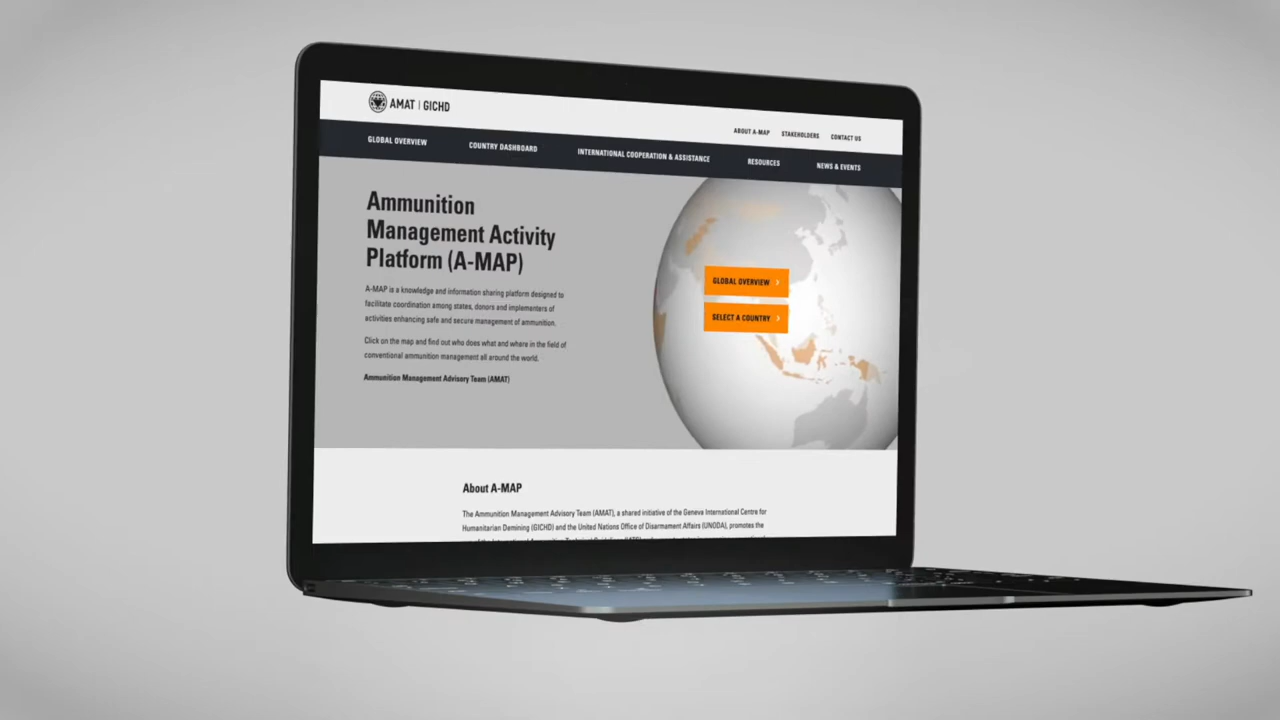 AMAT | GICHD
ABOUT A-MAP STAKEHOLDERS CONTACT US
GLOBAL OVERVIEW COUNTRY DASHBOARD INTERNATIONAL COOPERATION & ASSISTANCE RESOURCES NEWS & EVENTS
Ammunition
Management Activity
Platform (A-MAP)
A-MAP is a knowledge and information sharing platform designed to
facilitate coordination among states, donors and implementers of
activities enhancing safe and secure management of ammunition.
Click on the map and find out who does what and where in the field of
conventional ammunition management all around the world.
Ammunition Management Advisory Team (AMAT)
GLOBAL OVERVIEW
SELECT A COUNTRY
About A-MAP
The Ammunition Management Advisory Team (AMAT), a shared initiative of the Geneva International Centre for
Humanitarian Demining (GICHD) and the United Nations Office of Disarmament Affairs (UNODA), promotes the